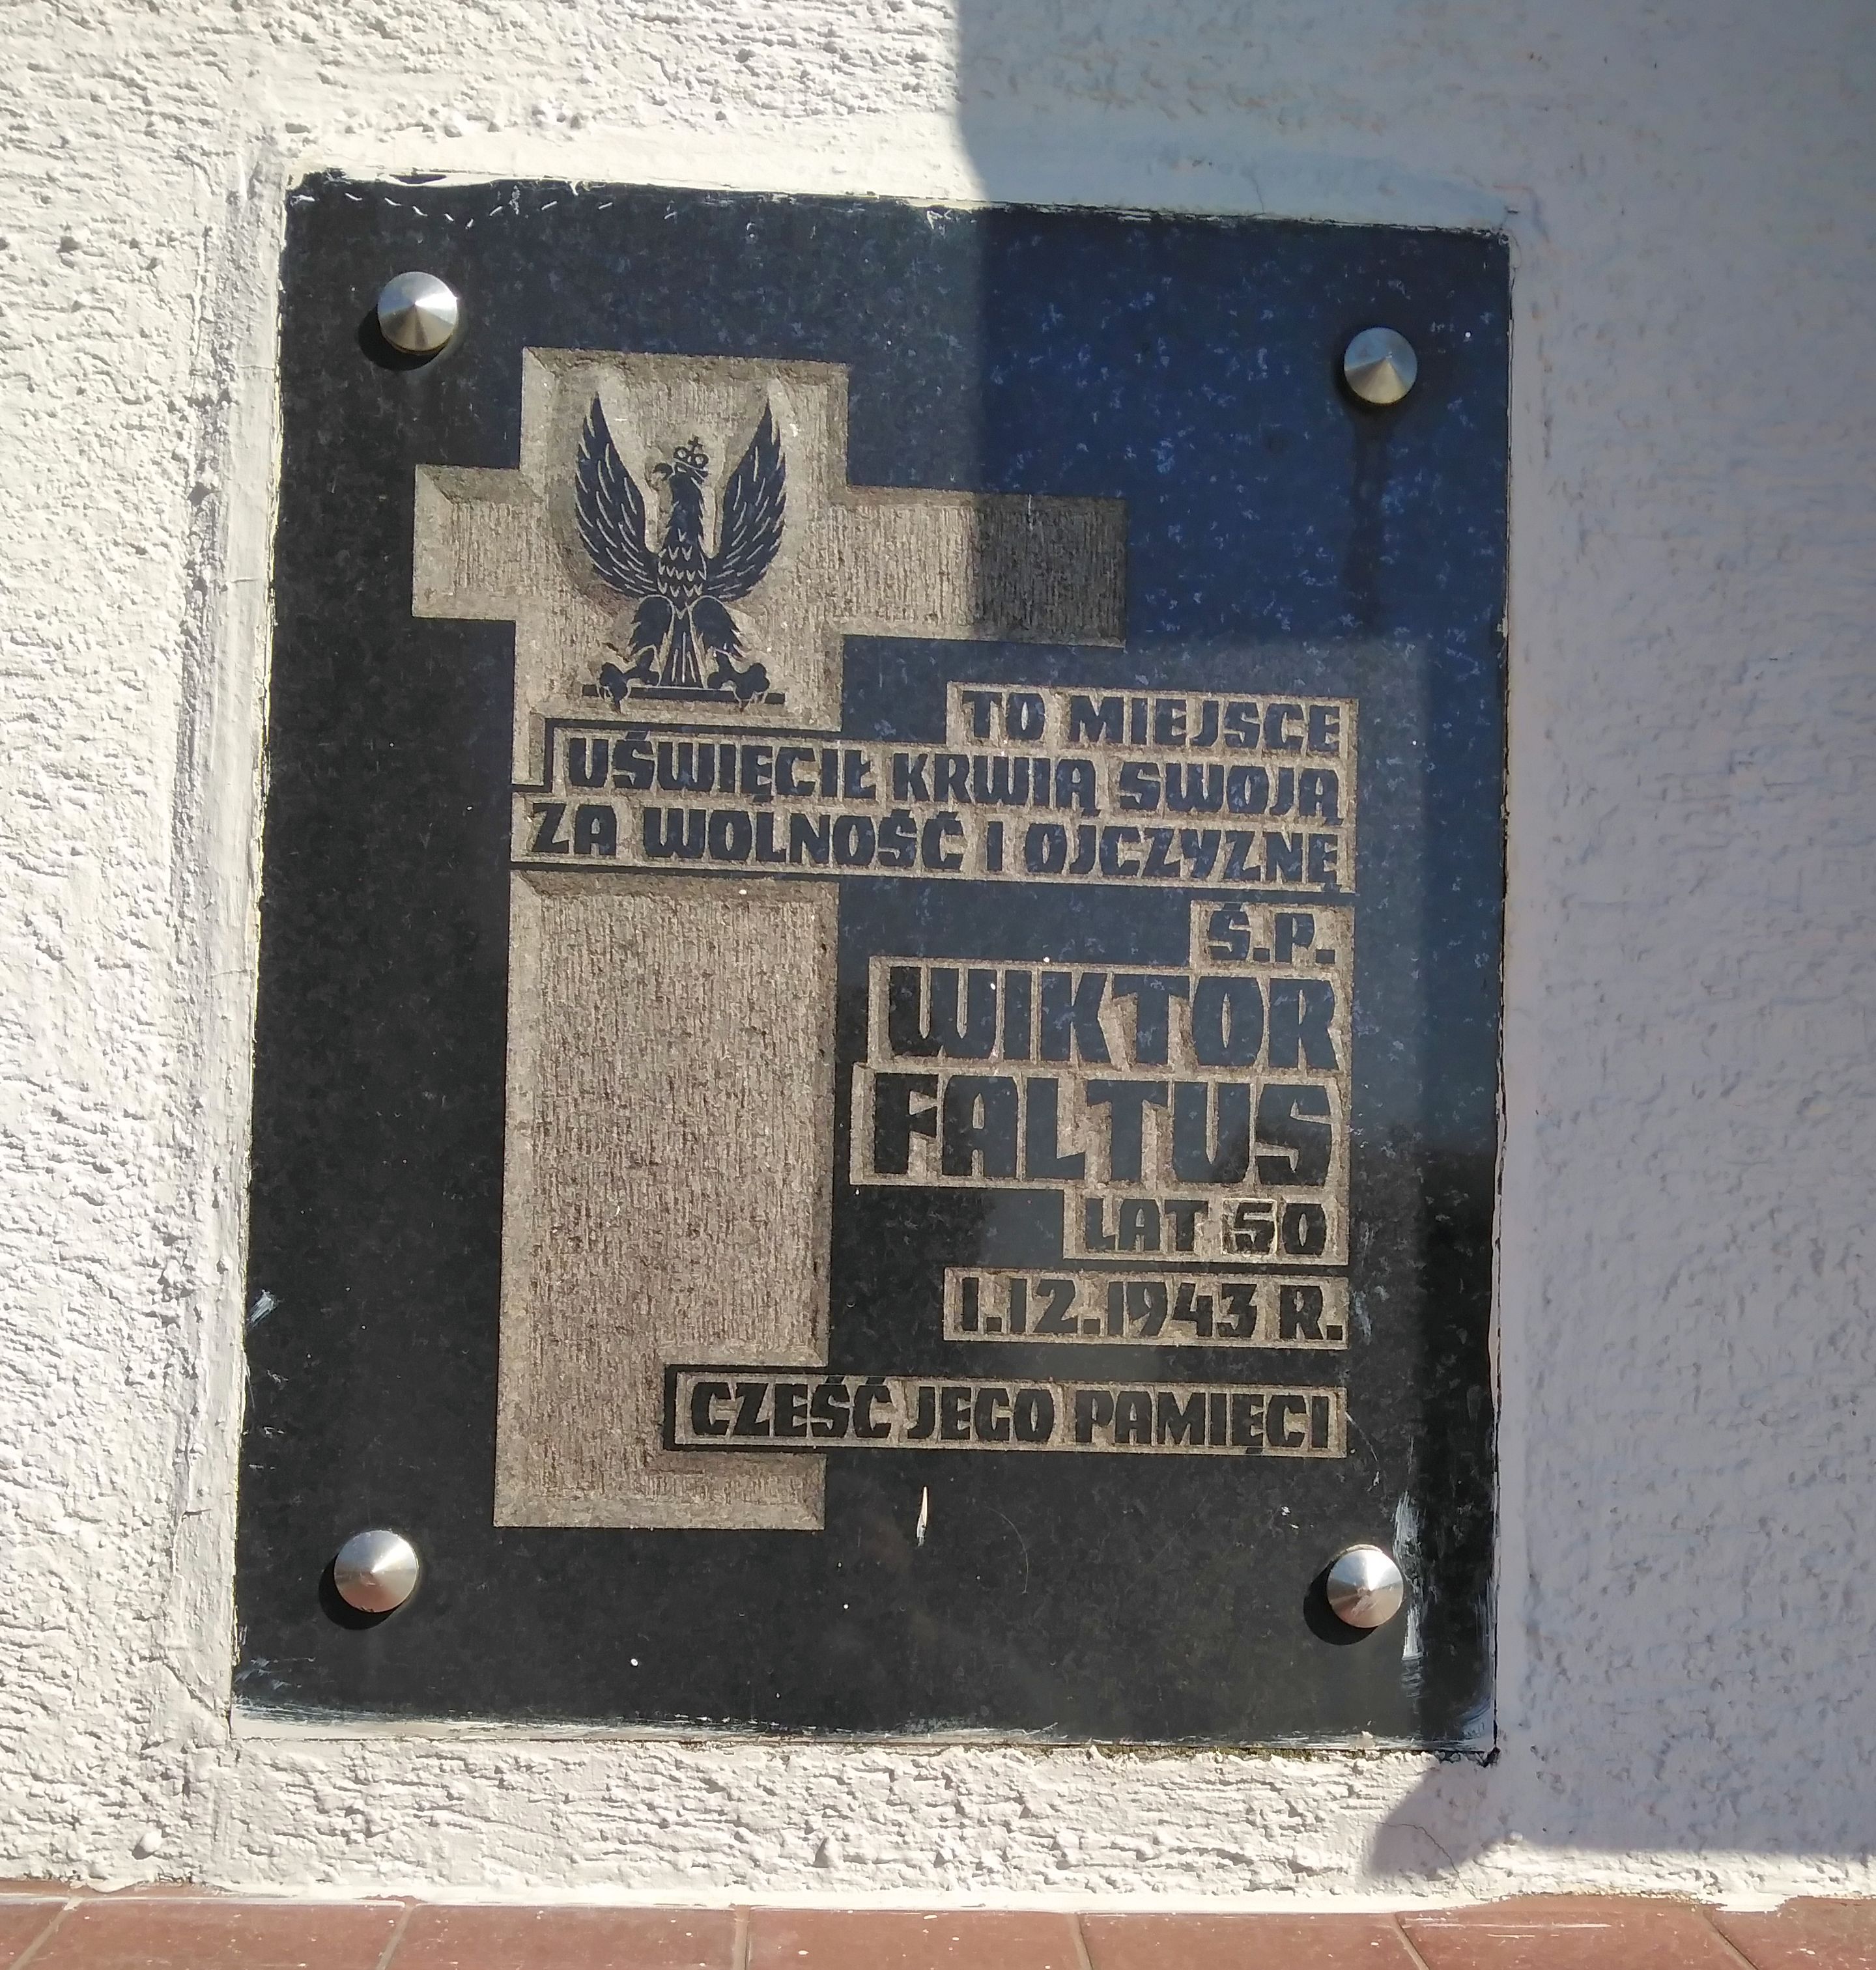 TO MIEJSCE
UŚWIĘCIŁ KRWIĄ SWOJĄ
ZA WOLNOŚĆ I OJCZYZNĘ
Ś.P.
WIKTOR
FALTUS
LAT 50
1.12.1943 R.
CZEŚĆ JEGO PAMIĘCI